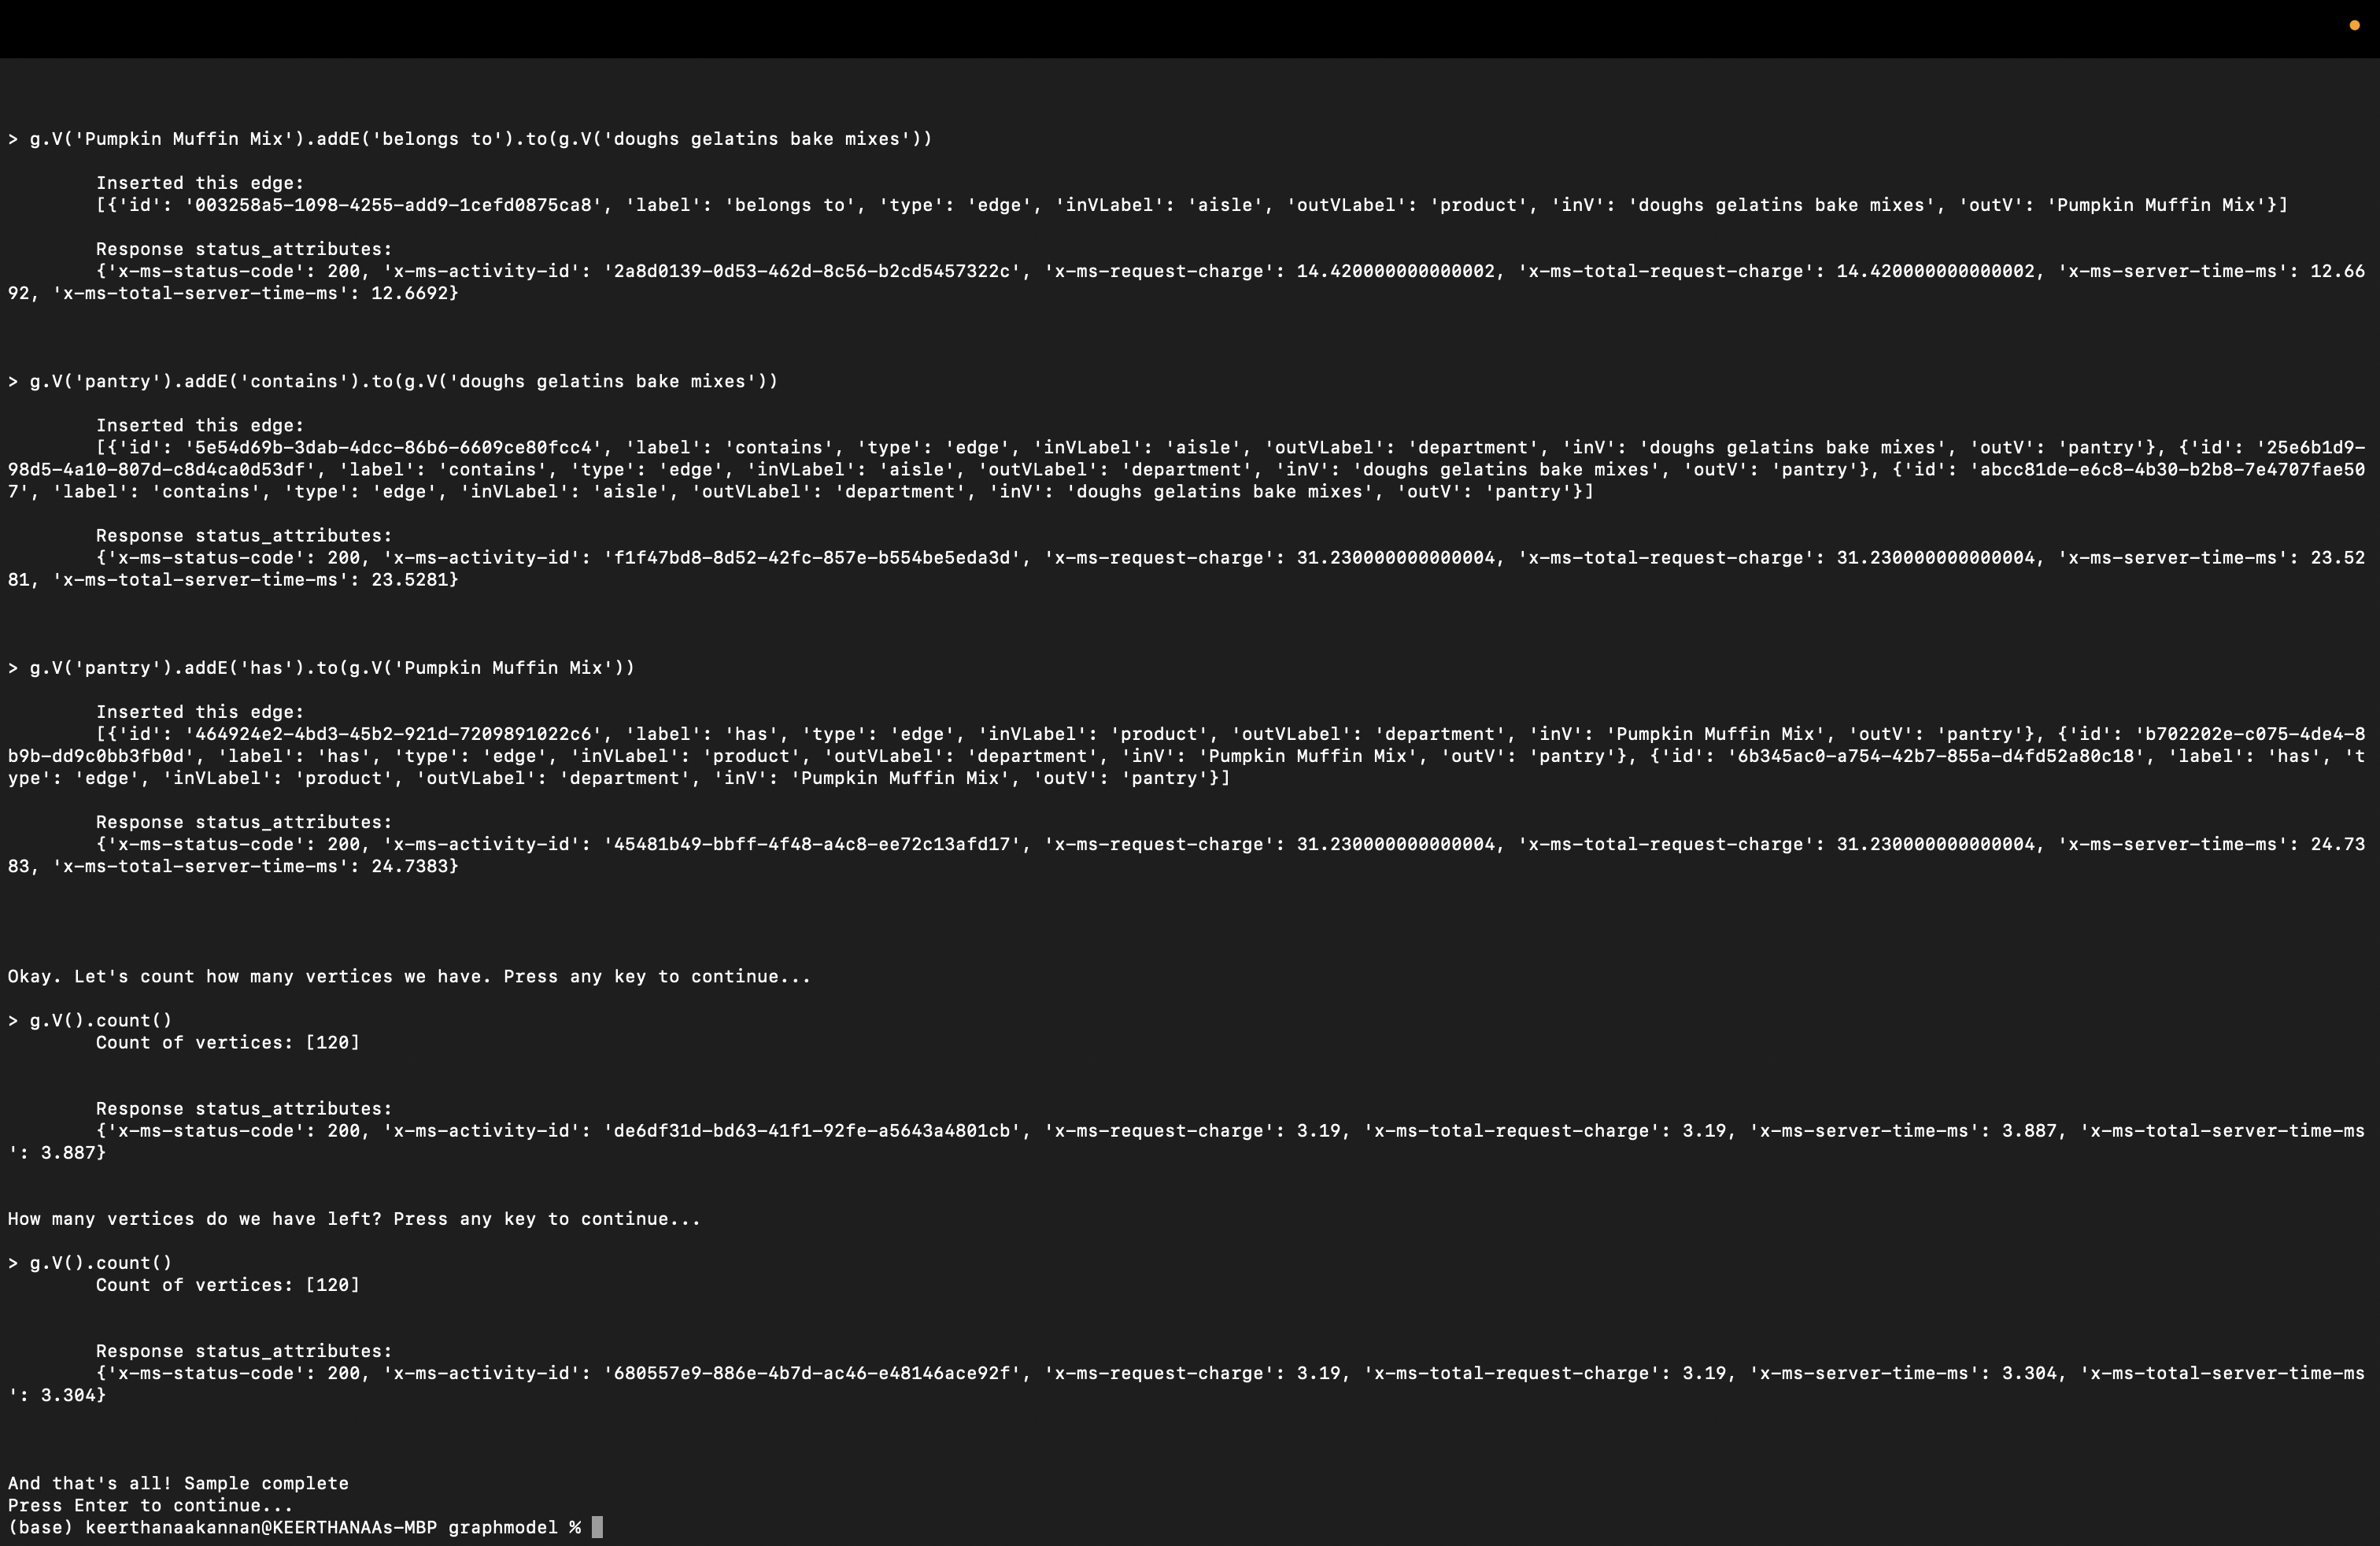 > g.V('Pumpkin Muffin Mix').addE('belongs to').to(g.V('doughs gelatins bake mixes'))
Inserted this edge:
[{'id': '003258a5-1098-4255-add9-1cefd0875ca8', 'label': 'belongs to', 'type': 'edge', 'inVLabel': 'aisle', 'outVLabel': 'product', 'inV': 'doughs gelatins bake mixes', 'outV': 'Pumpkin Muffin Mix'}]
Response status_attributes:
{'x-ms-status-code': 200, 'x-ms-activity-id': '2a8d0139-0d53-462d-8c56-b2cd5457322c', 'x-ms-request-charge': 14.420000000000002, 'x-ms-total-request-charge': 14.420000000000002, 'x-ms-server-time-ms': 12.66
92, 'x-ms-total-server-time-ms': 12.6692}
> g.V('pantry').addE('contains').to(g.V('doughs gelatins bake mixes'))
Inserted this edge:
[{'id': '5e54d69b-3dab-4dcc-86b6-6609ce80fcc4', 'label': 'contains', 'type': 'edge', 'inVLabel': 'aisle', 'outVLabel': 'department', 'inV': 'doughs gelatins bake mixes', 'outV': 'pantry'}, {'id': '25e6b1d9-
98d5-4a10-807d-c8d4ca0d53df', 'label': 'contains', 'type': 'edge', 'inVLabel': 'aisle', 'outVLabel': 'department', 'inV': 'doughs gelatins bake mixes', 'outV': 'pantry'}, {'id': 'abcc81de-e6c8-4b30-b2b8-7e4707fae50
7', 'label': 'contains', 'type': 'edge', 'inVLabel': 'aisle', 'outVLabel': 'department', 'inV': 'doughs gelatins bake mixes', 'outV': 'pantry'}]
Response status_attributes:
{'x-ms-status-code': 200, 'x-ms-activity-id': 'f1f47bd8-8d52-42fc-857e-b554be5eda3d', 'x-ms-request-charge': 31.230000000000004, 'x-ms-total-request-charge': 31.230000000000004, 'x-ms-server-time-ms': 23.52
81, 'x-ms-total-server-time-ms': 23.5281}
> g.V('pantry').addE('has').to(g.V('Pumpkin Muffin Mix'))
Inserted this edge:
[{'id': '464924e2-4bd3-45b2-921d-7209891022c6', 'label': 'has', 'type': 'edge', 'inVLabel': 'product', 'outVLabel': 'department', 'inV': 'Pumpkin Muffin Mix', 'outV': 'pantry'}, {'id': 'b702202e-c075-4de4-8
b9b-dd9c0bb3fb0d', 'label': 'has', 'type': 'edge', 'inVLabel': 'product', 'outVLabel': 'department', 'inV': 'Pumpkin Muffin Mix', 'outV': 'pantry'}, {'id': '6b345ac0-a754-42b7-855a-d4fd52a80c18', 'label': 'has', 't
ype': 'edge', 'inVLabel': 'product', 'outVLabel': 'department', 'inV': 'Pumpkin Muffin Mix', 'outV': 'pantry'}]
Response status_attributes:
{'x-ms-status-code': 200, 'x-ms-activity-id': '45481b49-bbff-4f48-a4c8-ee72c13afd17', 'x-ms-request-charge': 31.230000000000004, 'x-ms-total-request-charge': 31.230000000000004, 'x-ms-server-time-ms': 24.73
83, 'x-ms-total-server-time-ms': 24.7383}
Okay. Let's count how many vertices we have. Press any key to continue...
> g.V().count()
Count of vertices: [120]
Response status_attributes:
{'x-ms-status-code': 200, 'x-ms-activity-id': 'de6df31d-bd63-41f1-92fe-a5643a4801cb', 'x-ms-request-charge': 3.19, 'x-ms-total-request-charge': 3.19, 'x-ms-server-time-ms': 3.887, 'x-ms-total-server-time-ms
': 3.887}
How many vertices do we have left? Press any key to continue...
> g.V().count()
Count of vertices: [120]
Response status_attributes:
{'x-ms-status-code': 200, 'x-ms-activity-id': '680557e9-886e-4b7d-ac46-e48146ace92f', 'x-ms-request-charge': 3.19, 'x-ms-total-request-charge': 3.19, 'x-ms-server-time-ms': 3.304, 'x-ms-total-server-time-ms
': 3.304}
And that's all! Sample complete
Press Enter to continue...
(base) keerthanaakannan@KEERTHANAAs-MBP graphmodel %